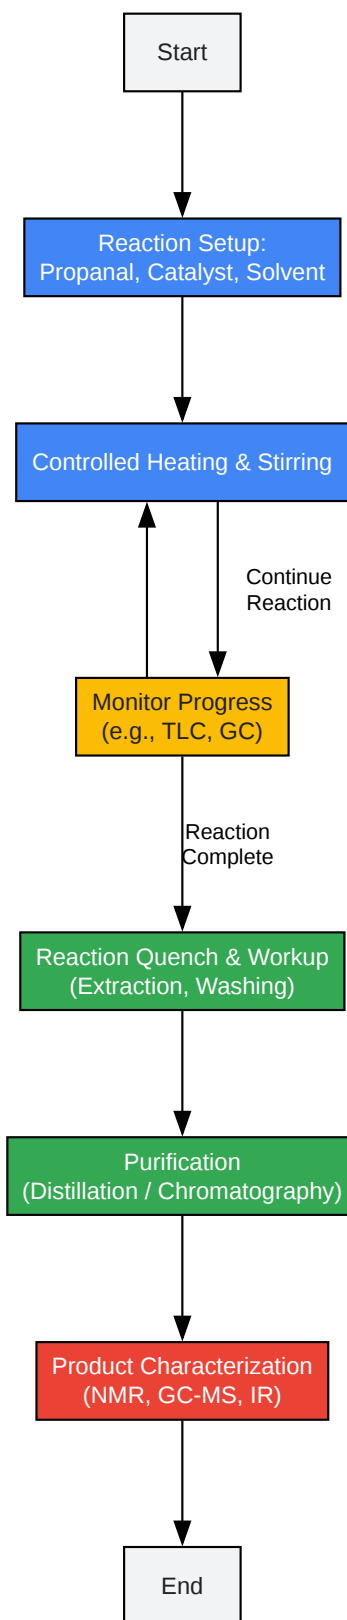 Start
Reaction Setup:
Propanal, Catalyst, Solvent
Controlled Heating & Stirring
Continue
Reaction
Monitor Progress
(e.g., TLC, GC)
Reaction
Complete
Reaction Quench & Workup
(Extraction, Washing)
Purification
(Distillation / Chromatography)
Product Characterization
(NMR, GC-MS, IR)
End